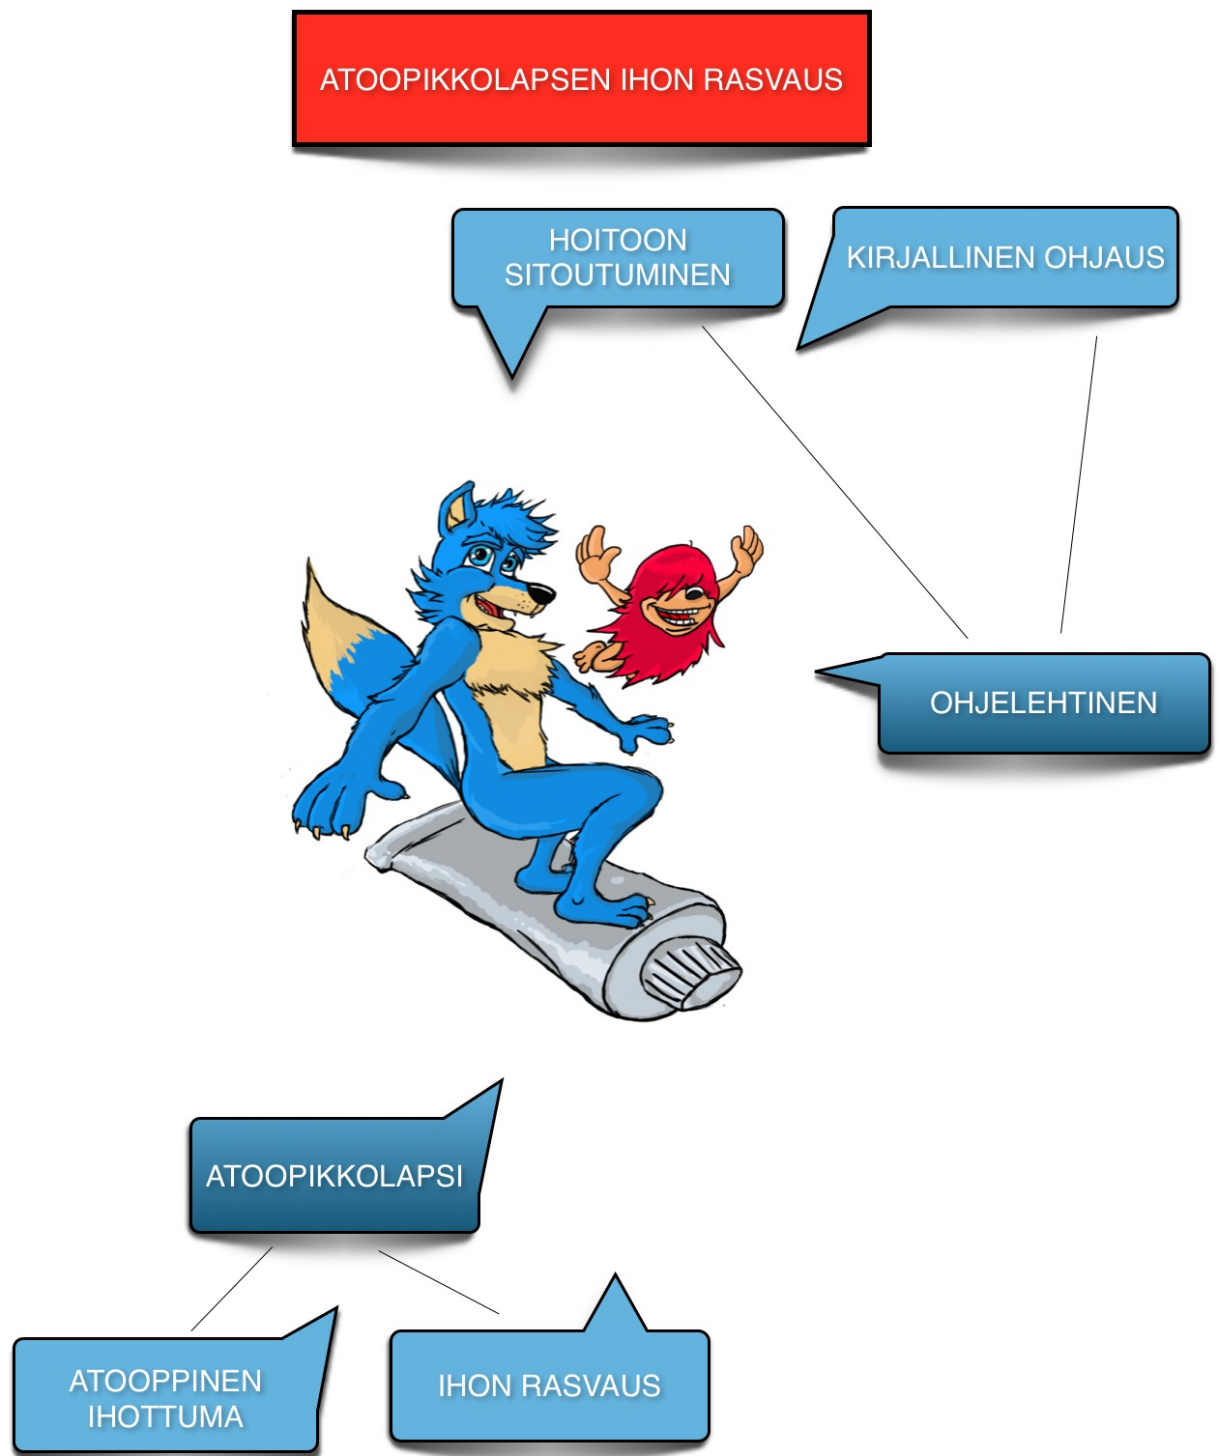 ATOOPIKKOLAPSEN IHON RASVAUS
HOITOON
SITOUTUMINEN
KIRJALLINEN OHJAUS
OHJELEHTINEN
ATOOPIKKOLAPSI
ATOOPPINEN
IHOTTUMA
IHON RASVAUS